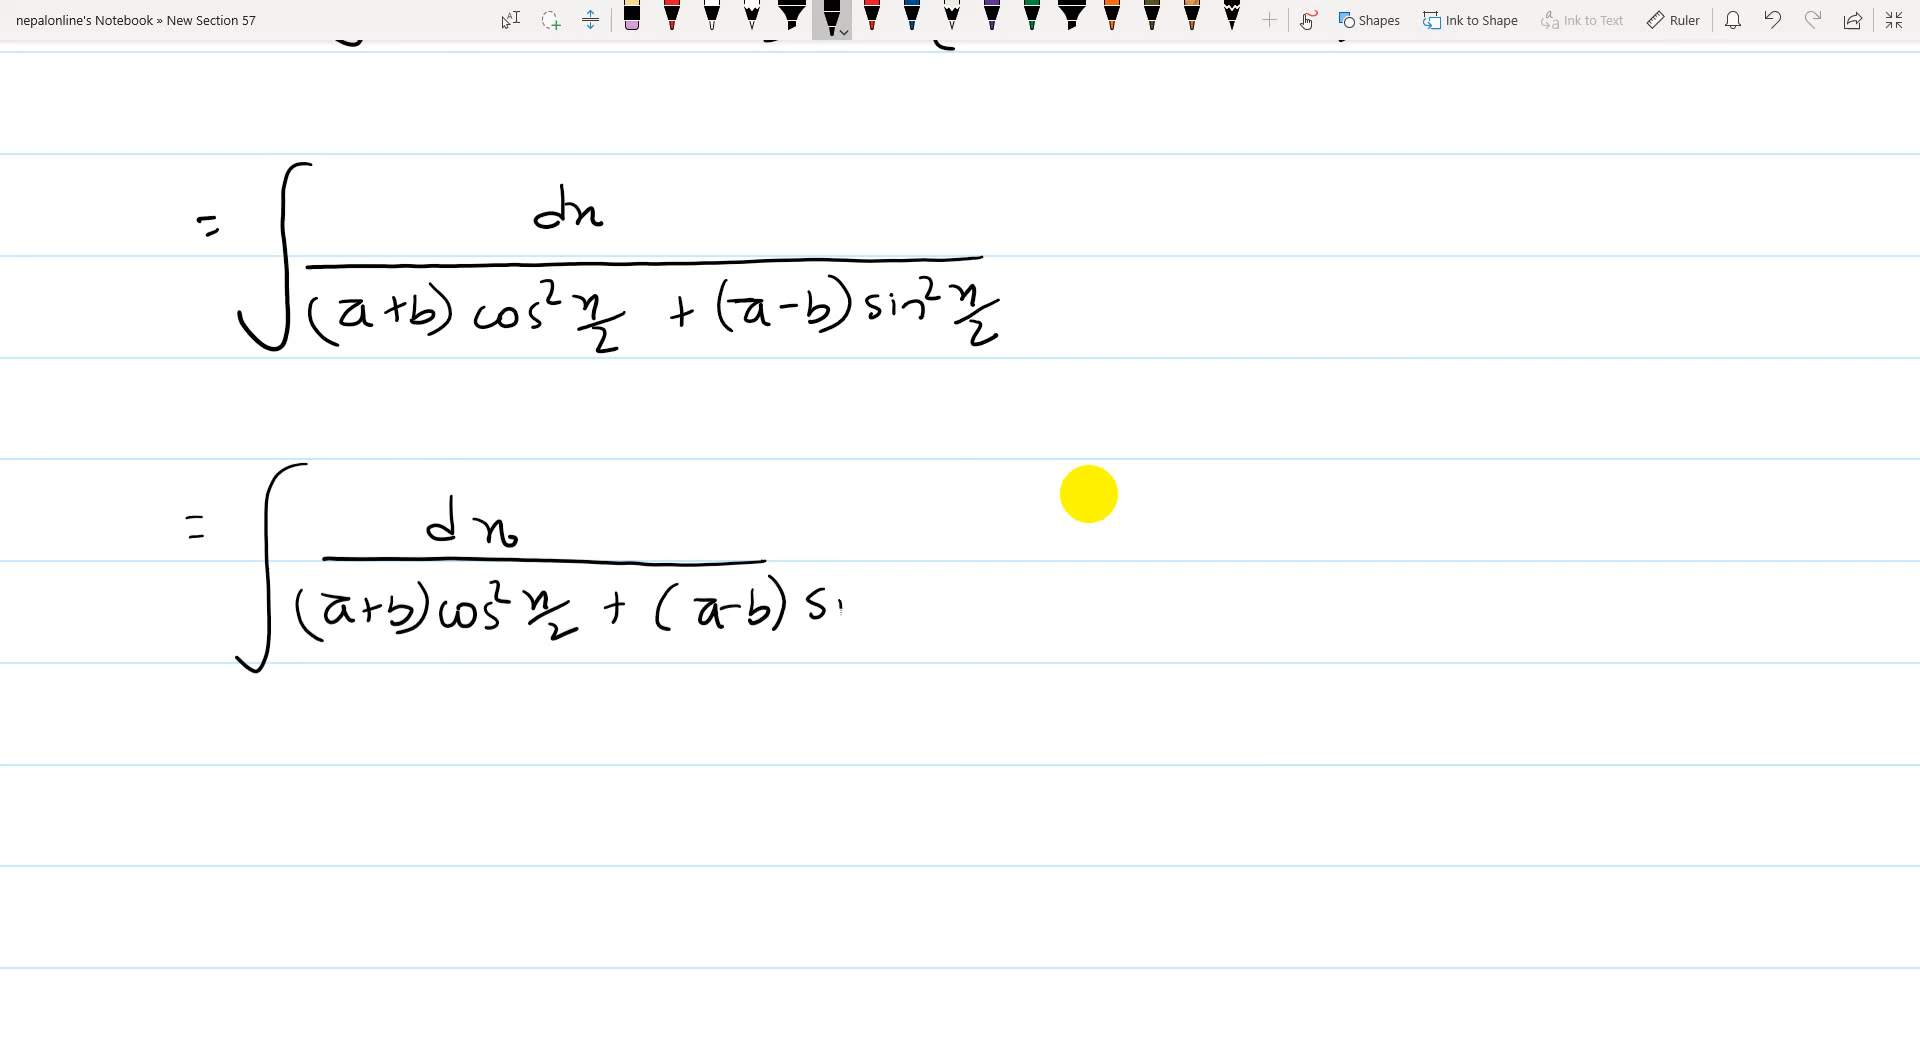 nepalonline's Notebook » New Section 57
Shapes Ink to Shape Ink to Text Ruler
= ∫ dx
(a+b) cos² x/2 + (a-b) sin² x/2
= ∫ dx
(a+b) cos² x/2 + (a-b) s